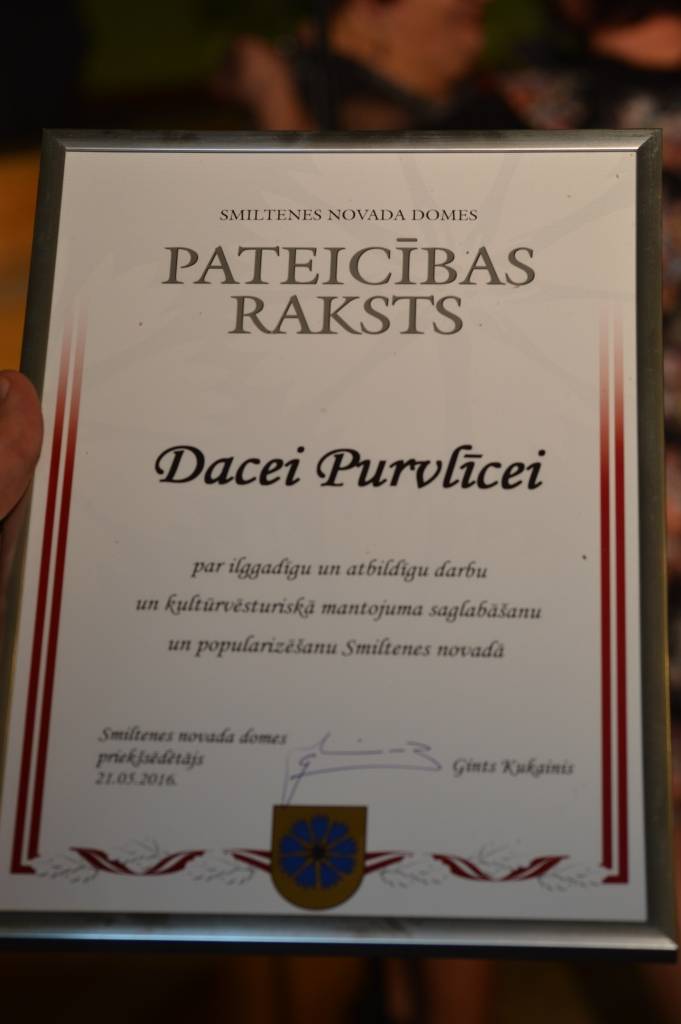 SMILTENES NOVADA DOMES
PATEICĪBAS
RAKSTS
Dacei Purvlīcei
par ilggadīgu un atbildīgu darbu
un kultūrvēsturiskā mantojuma saglabāšanu
un popularizēšanu Smiltenes novadā
Smiltenes novada domes
priekšsēdētājs
21.05.2016.
Gints Kukainis